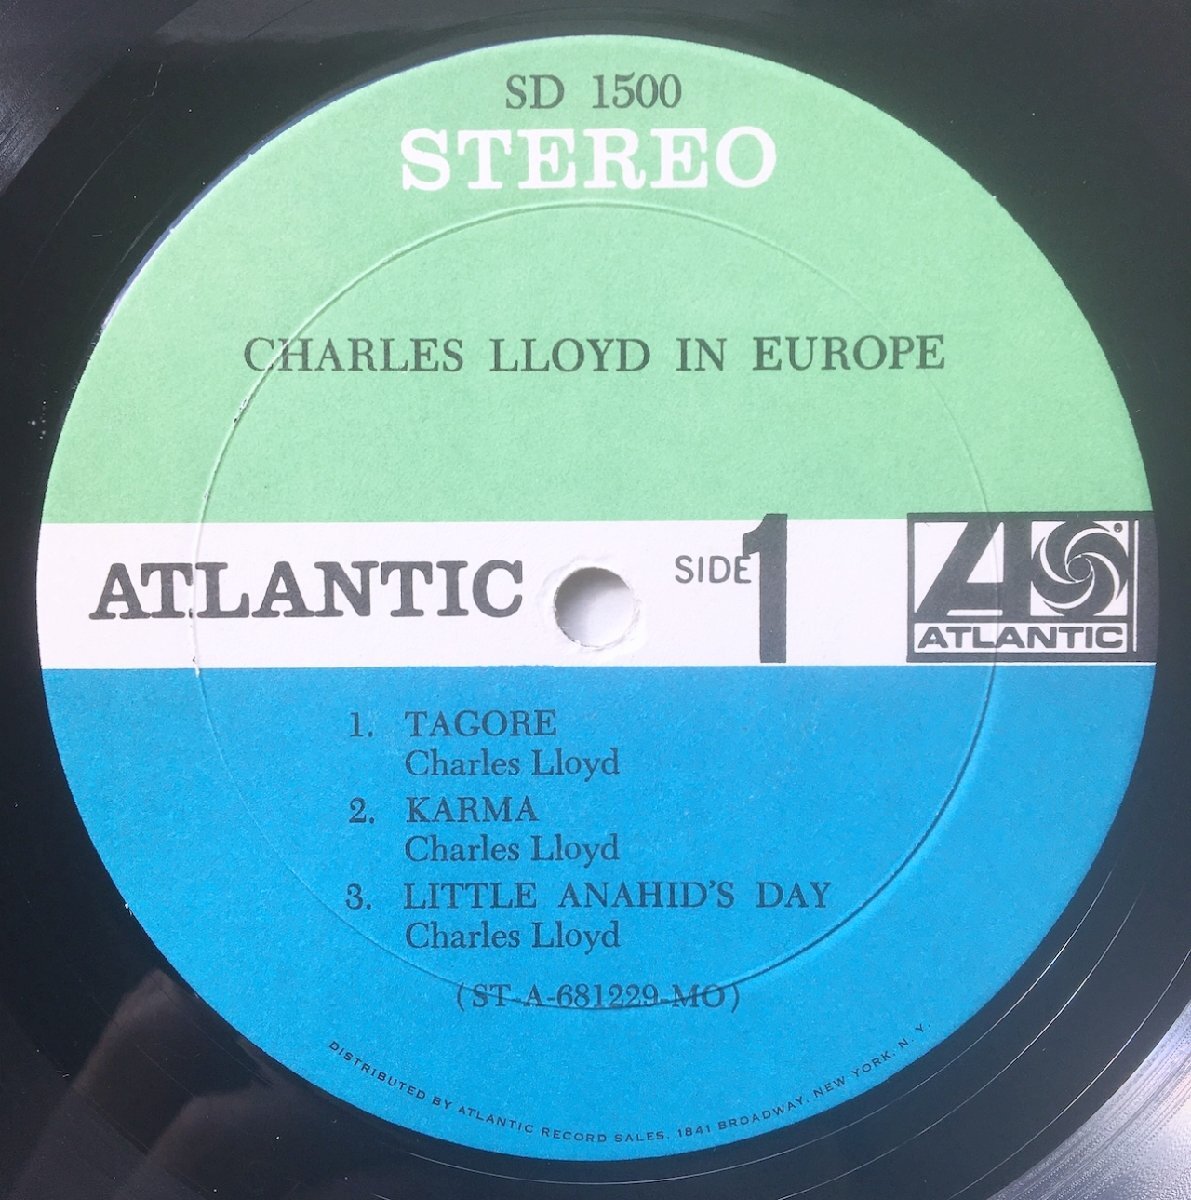 SD 1500
STEREO
CHARLES LLOYD IN EUROPE
ATLANTIC
SIDE 1
ATLANTIC
1. TAGORE
Charles Lloyd
2. KARMA
Charles Lloyd
3. LITTLE ANAHID'S DAY
Charles Lloyd
(ST-A-681229-MO)
DISTRIBUTED BY ATLANTIC RECORD SALES, 1841 BROADWAY, NEW YORK, N. Y.